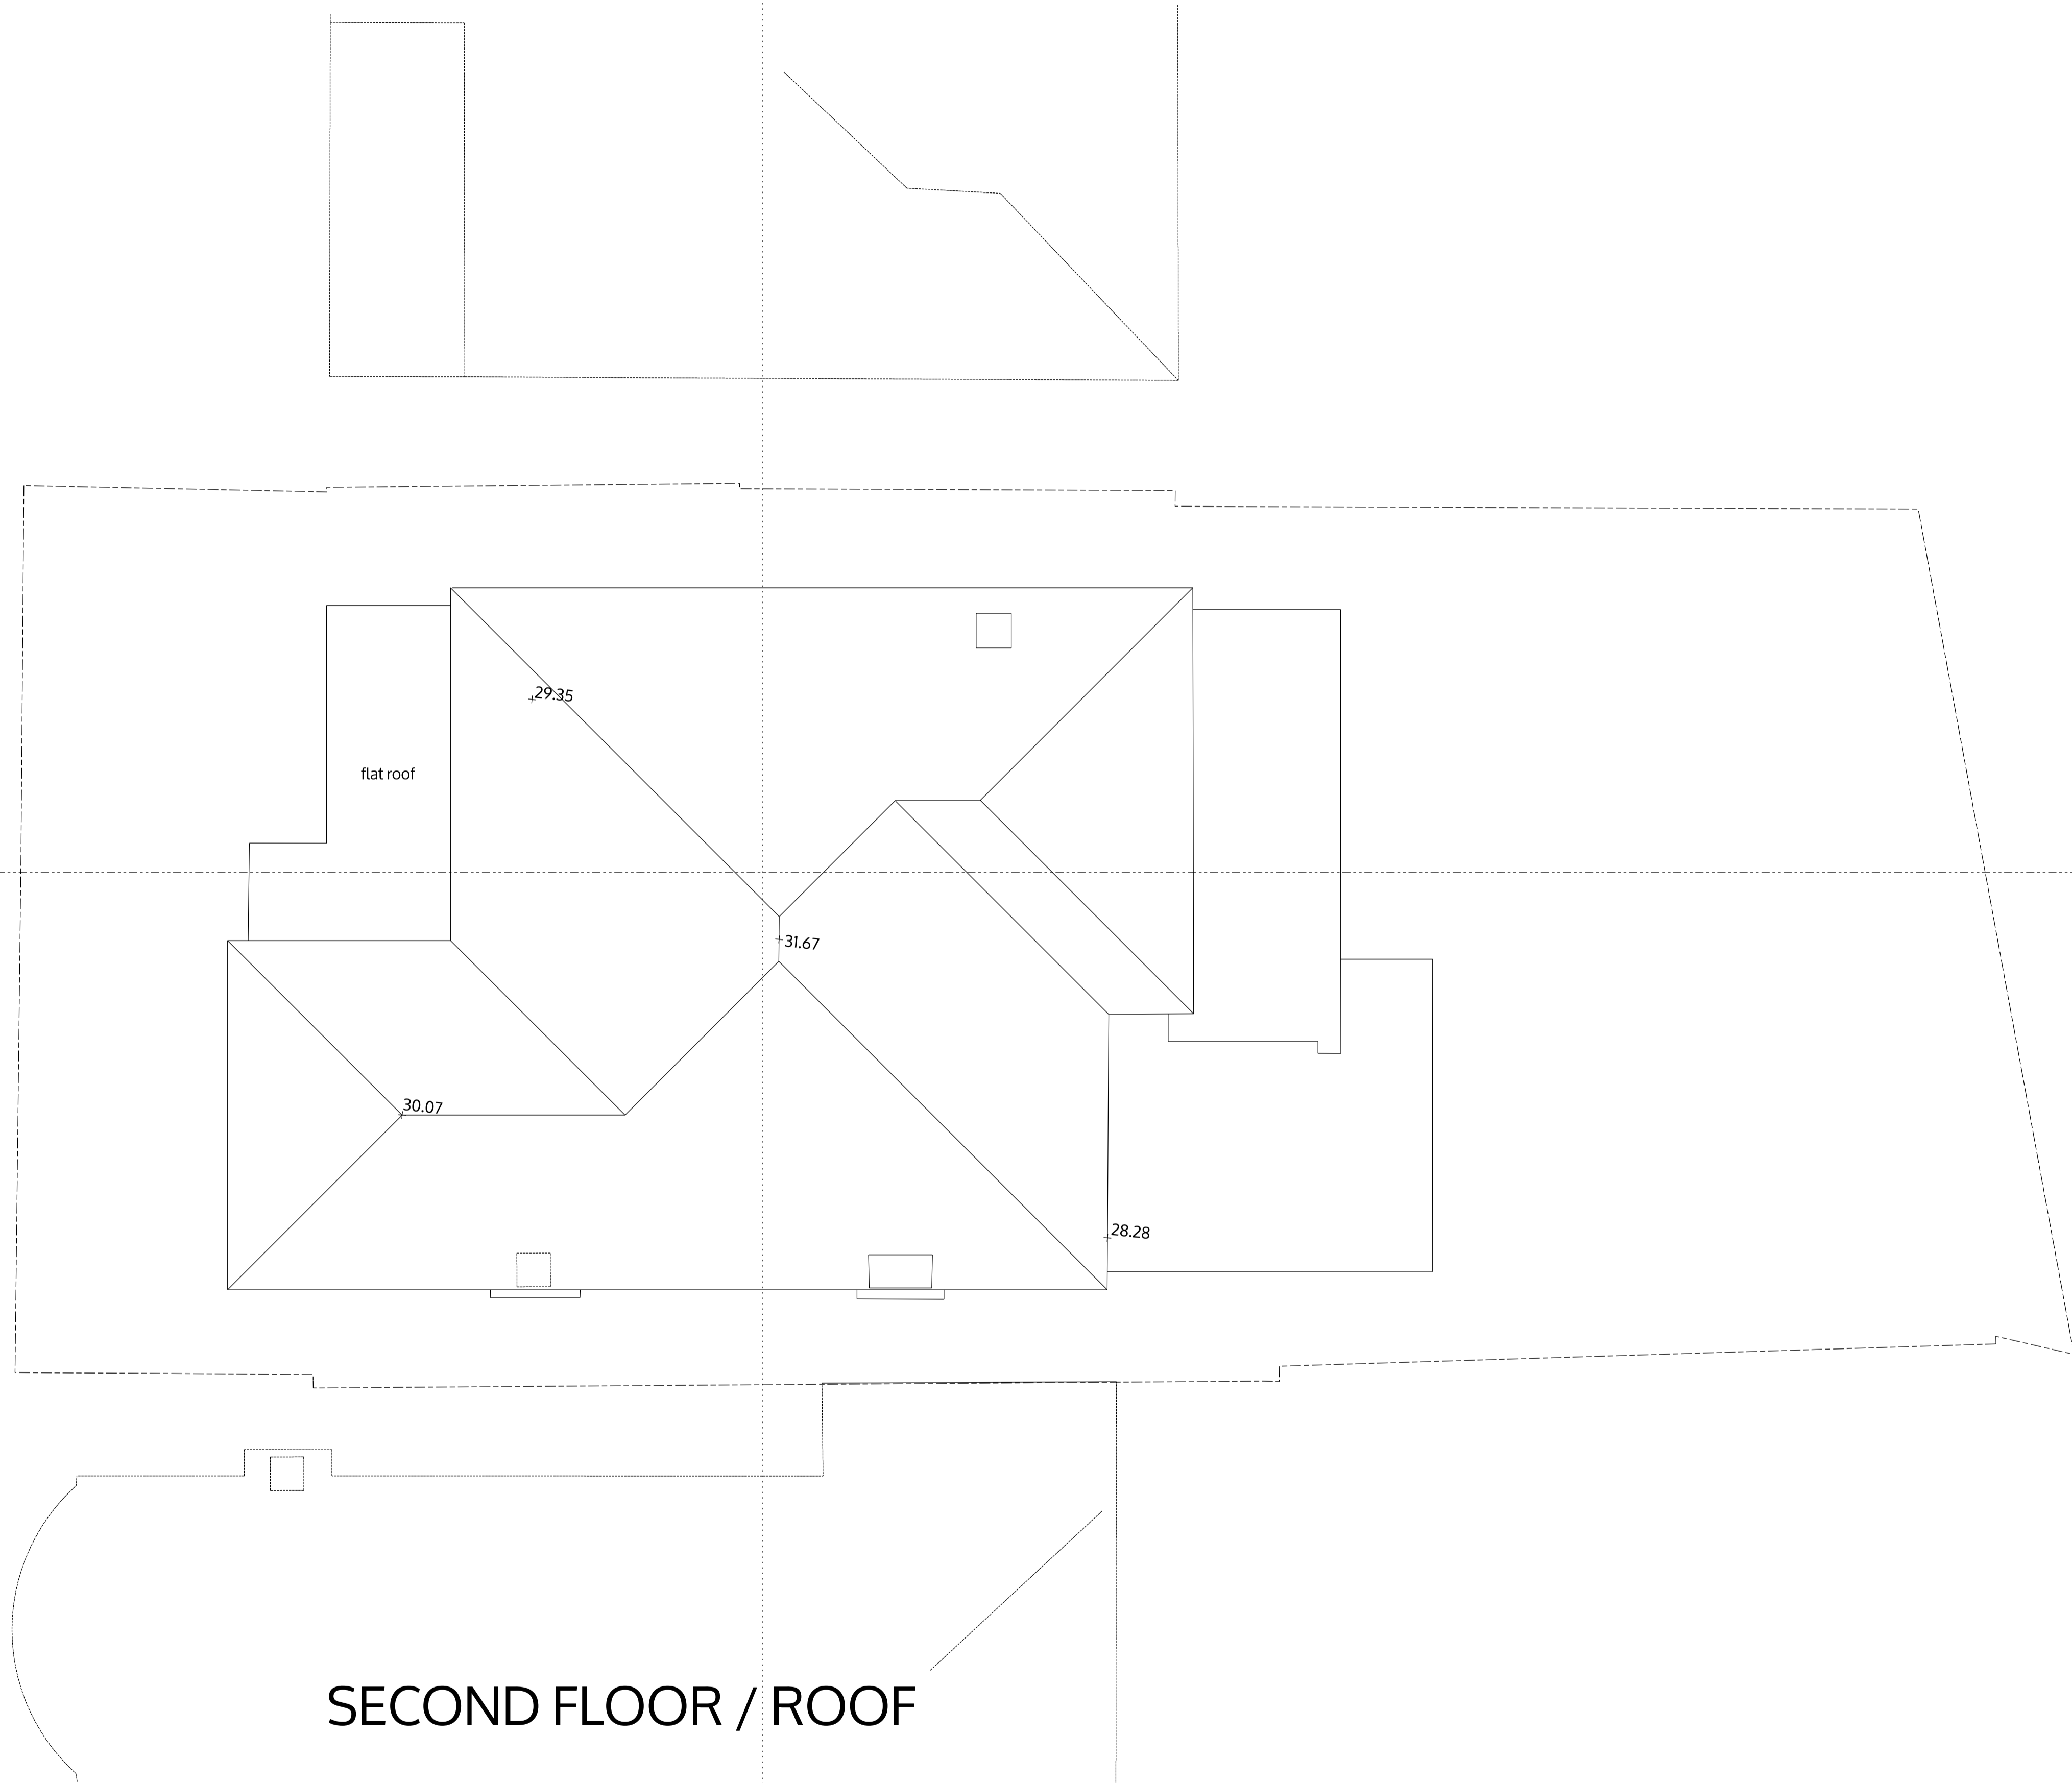 29.35
flat roof
31.67
30.07
28.28
SECOND FLOOR / ROOF